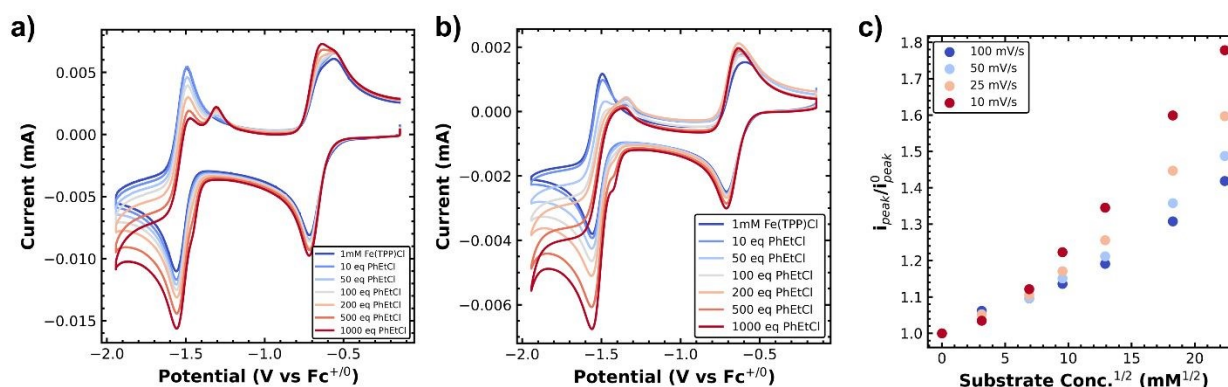 a)
0.005
0.000
−0.005
−0.010
−0.015
Current (mA)
−2.0
−1.5
−1.0
−0.5
Potential (V vs Fc+/0)
1mM Fe(TPP)Cl
10 eq PhEtCl
50 eq PhEtCl
100 eq PhEtCl
200 eq PhEtCl
500 eq PhEtCl
1000 eq PhEtCl
b)
0.002
0.000
−0.002
−0.004
−0.006
Current (mA)
−2.0
−1.5
−1.0
−0.5
Potential (V vs Fc+/0)
1mM Fe(TPP)Cl
10 eq PhEtCl
50 eq PhEtCl
100 eq PhEtCl
200 eq PhEtCl
500 eq PhEtCl
1000 eq PhEtCl
c)
1.8
1.7
1.6
1.5
1.4
1.3
1.2
1.1
1.0
ipeak/i0peak
100 mV/s
50 mV/s
25 mV/s
10 mV/s
0
5
10
15
20
Substrate Conc.1/2 (mM1/2)